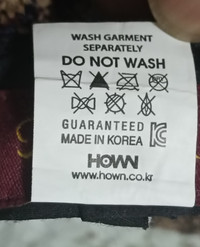 WASH GARMENT
SEPARATELY
DO NOT WASH
GUARANTEED
MADE IN KOREA
HOWN
www.hown.co.kr